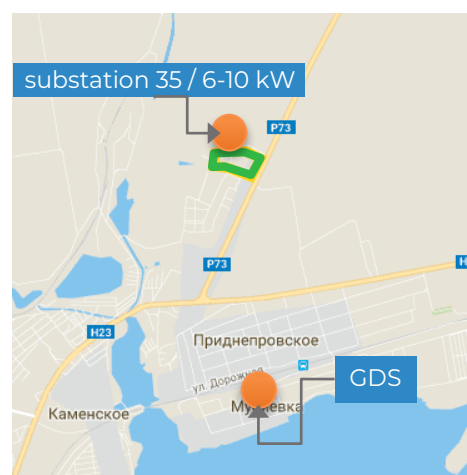 substation 35 / 6-10 kW
P73
P73
H
H23
Приднепровское
ул. Дорожная
GDS
Каменское